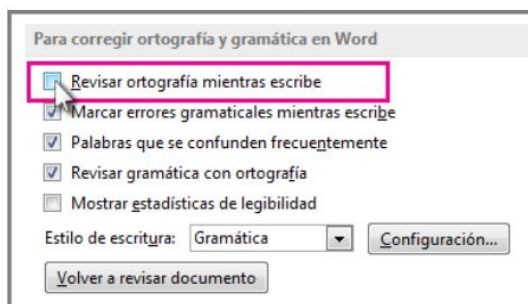 Para corregir ortografía y gramática en Word
Revisar ortografía mientras escribe
Marcar errores gramaticales mientras escribe
Palabras que se confunden frecuentemente
Revisar gramática con ortografía
Mostrar estadísticas de legibilidad
Estilo de escritura: Gramática Configuración...
Volver a revisar documento